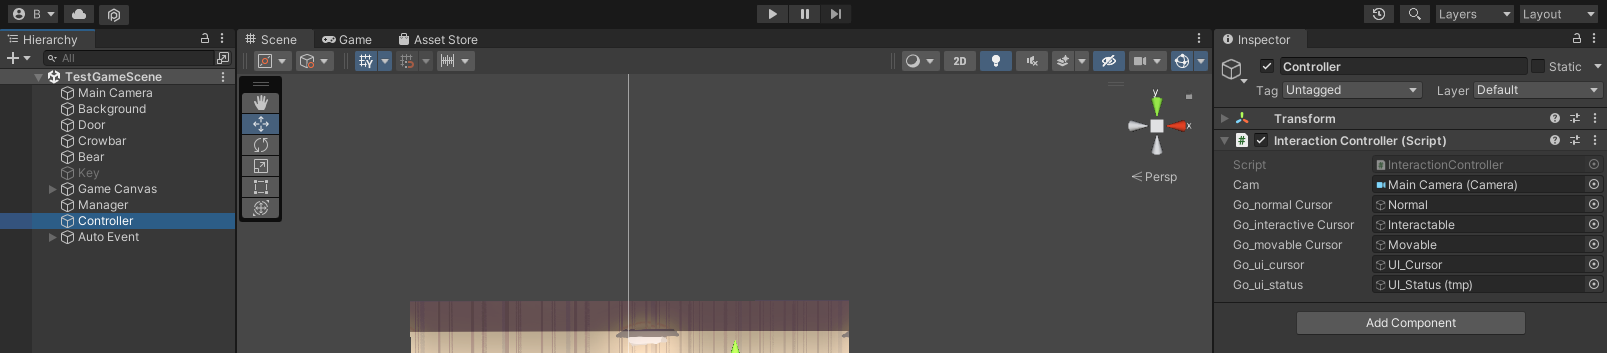 B
Layers
Layout
Hierarchy
All
TestGameScene
Main Camera
Background
Door
Crowbar
Bear
Key
Game Canvas
Manager
Controller
Auto Event
Scene
Game
Asset Store
2D
y
x
Persp
Inspector
Controller
Static
Tag Untagged
Layer Default
Transform
Interaction Controller (Script)
Script InteractionController
Cam Main Camera (Camera)
Go_normal Cursor Normal
Go_interactive Cursor Interactable
Go_movable Cursor Movable
Go_ui_cursor UI_Cursor
Go_ui_status UI_Status (tmp)
Add Component